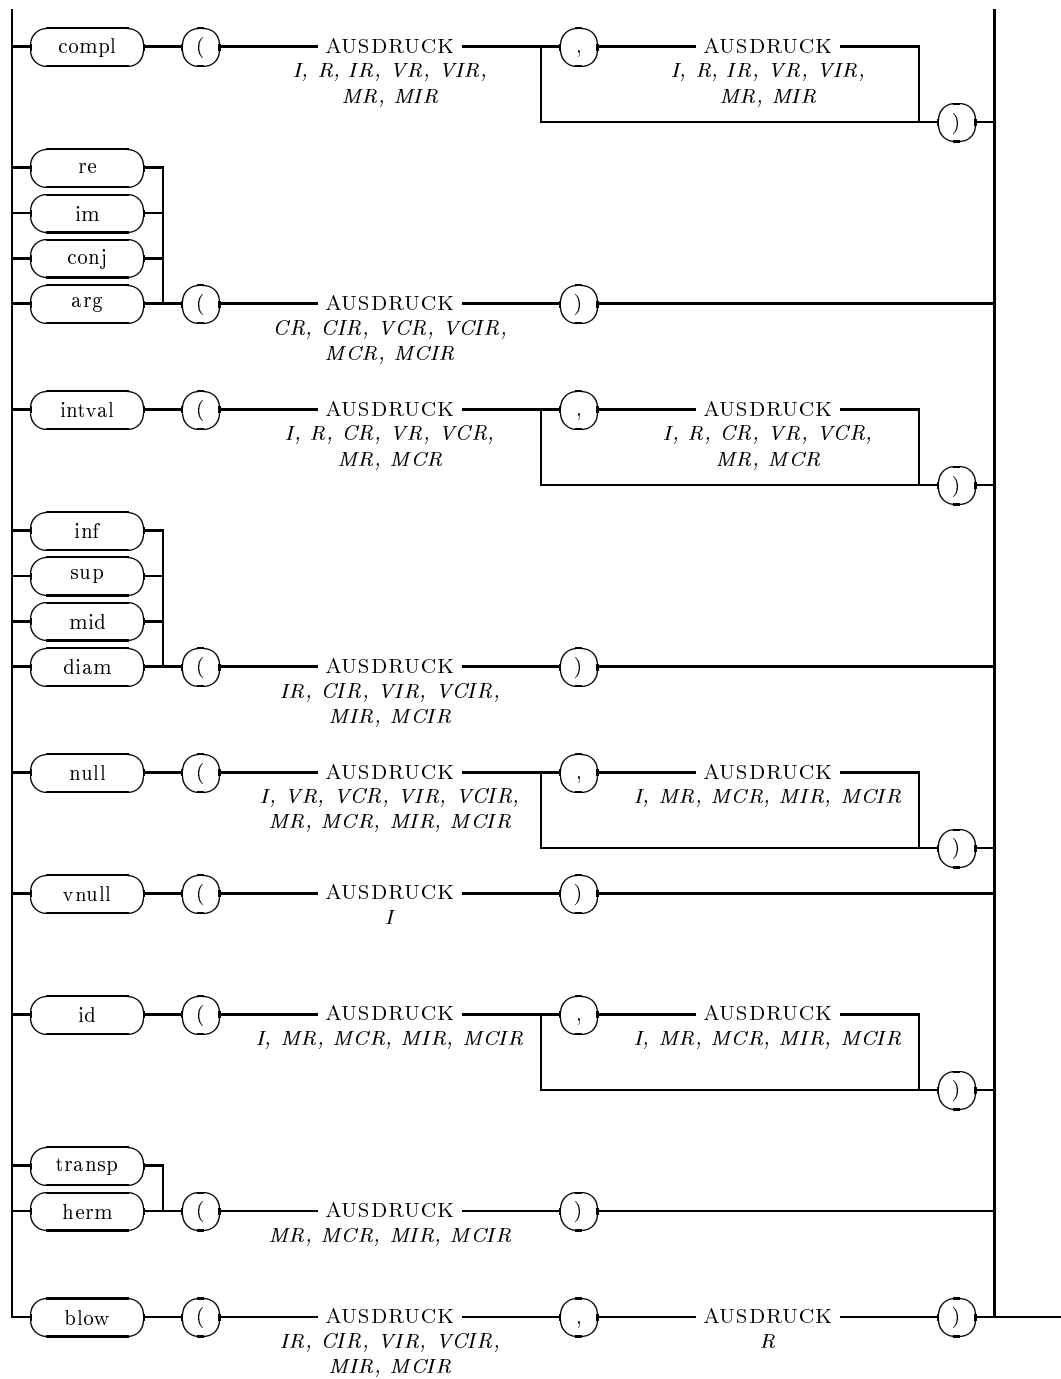 compl ( AUSDRUCK , AUSDRUCK
I, R, IR, VR, VIR, I, R, IR, VR, VIR,
MR, MIR MR, MIR
)
re
im
conj
arg ( AUSDRUCK )
CR, CIR, VCR, VCIR,
MCR, MCIR
intval ( AUSDRUCK , AUSDRUCK
I, R, CR, VR, VCR, I, R, CR, VR, VCR,
MR, MCR MR, MCR
)
inf
sup
mid
diam ( AUSDRUCK )
IR, CIR, VIR, VCIR,
MIR, MCIR
null ( AUSDRUCK , AUSDRUCK
I, VR, VCR, VIR, VCIR, I, MR, MCR, MIR, MCIR
MR, MCR, MIR, MCIR
)
vnull ( AUSDRUCK )
I
id ( AUSDRUCK , AUSDRUCK
I, MR, MCR, MIR, MCIR I, MR, MCR, MIR, MCIR
)
transp
herm ( AUSDRUCK )
MR, MCR, MIR, MCIR
blow ( AUSDRUCK , AUSDRUCK )
IR, CIR, VIR, VCIR, R
MIR, MCIR